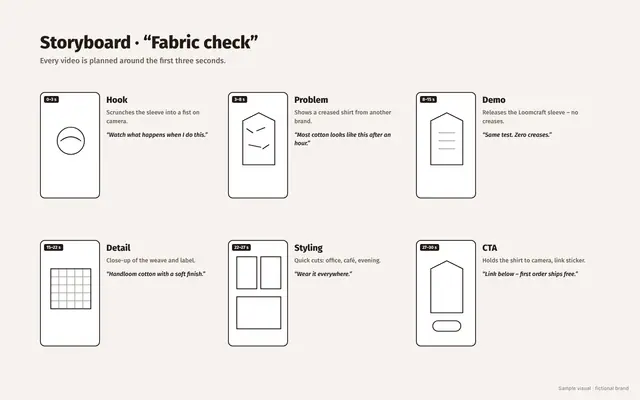 Storyboard · “Fabric check”
Every video is planned around the first three seconds.
0–3 s
Hook
Scrunches the sleeve into a fist on
camera.
“Watch what happens when I do this.”
3–8 s
Problem
Shows a creased shirt from another
brand.
“Most cotton looks like this after an
hour.”
8–15 s
Demo
Releases the Loomcraft sleeve – no
creases.
“Same test. Zero creases.”
15–22 s
Detail
Close-up of the weave and label.
“Handloom cotton with a soft finish.”
22–27 s
Styling
Quick cuts: office, café, evening.
“Wear it everywhere.”
27–30 s
CTA
Holds the shirt to camera, link sticker.
“Link below – first order ships free.”
Sample visual · fictional brand